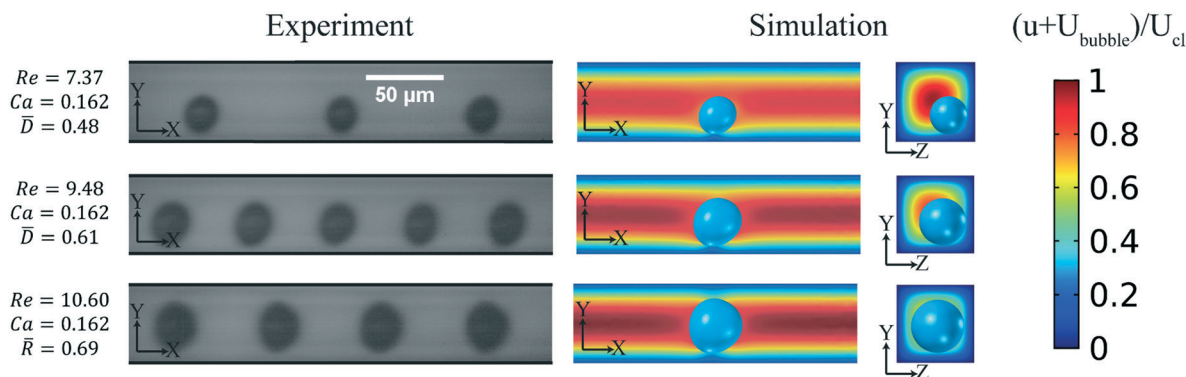 Experiment
Simulation
(u+U_bubble)/U_cl
Re = 7.37
Ca = 0.162
D̅ = 0.48
Y
X
50 µm
Y
X
Y
Z
Re = 9.48
Ca = 0.162
D̅ = 0.61
Y
X
Y
X
Y
Z
Re = 10.60
Ca = 0.162
R̅ = 0.69
Y
X
Y
X
Y
Z
1
0.8
0.6
0.4
0.2
0